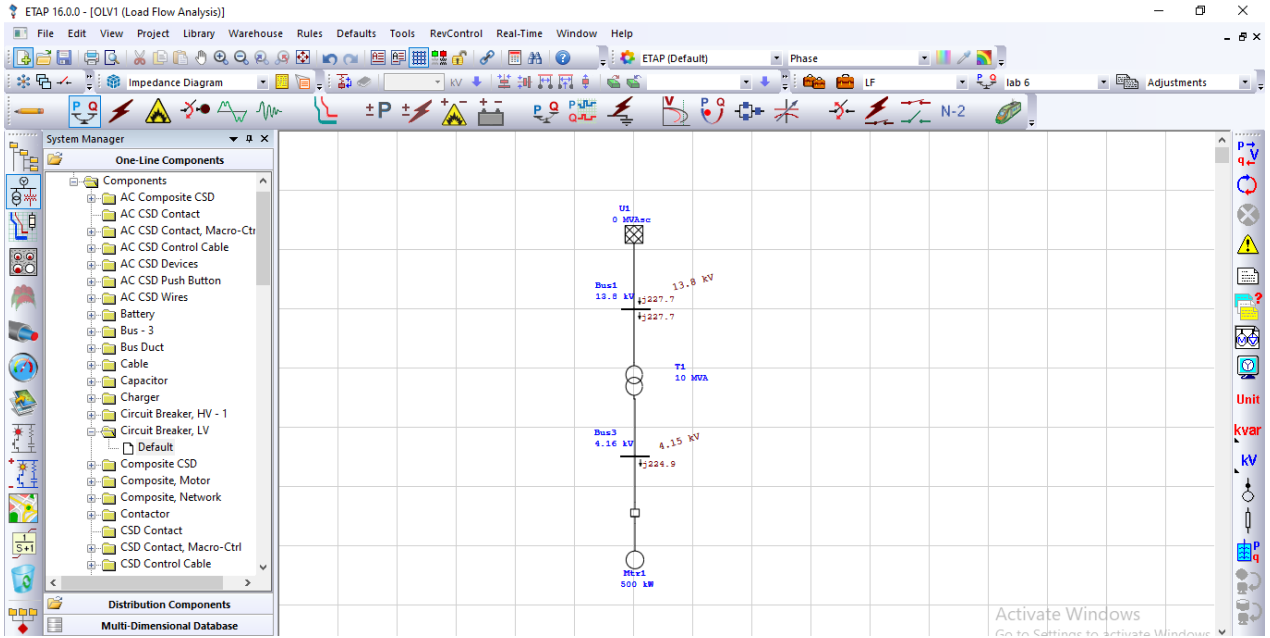 ETAP 16.0.0 - [OLV1 (Load Flow Analysis)]
File Edit View Project Library Warehouse Rules Defaults Tools RevControl Real-Time Window Help
ETAP (Default) Phase
Impedance Diagram kV LF lab 6 Adjustments
P Q ±P P Q P Q V P Q N-2
System Manager
One-Line Components
Components
AC Composite CSD
AC CSD Contact
AC CSD Contact, Macro-Ctr
AC CSD Control Cable
AC CSD Devices
AC CSD Push Button
AC CSD Wires
Battery
Bus - 3
Bus Duct
Cable
Capacitor
Charger
Circuit Breaker, HV - 1
Circuit Breaker, LV
Default
Composite CSD
Composite, Motor
Composite, Network
Contactor
CSD Contact
CSD Contact, Macro-Ctrl
CSD Control Cable
Distribution Components
Multi-Dimensional Database
1
S+1
U1
0 MVAsc
Bus1
13.8 kV
13.8 kV
j227.7
j227.7
T1
10 MVA
Bus3
4.16 kV
4.15 kV
j224.9
Mtr1
500 kW
P V
q
Unit
kvar
kV
P
q
Activate Windows
Go to Settings to activate Windows